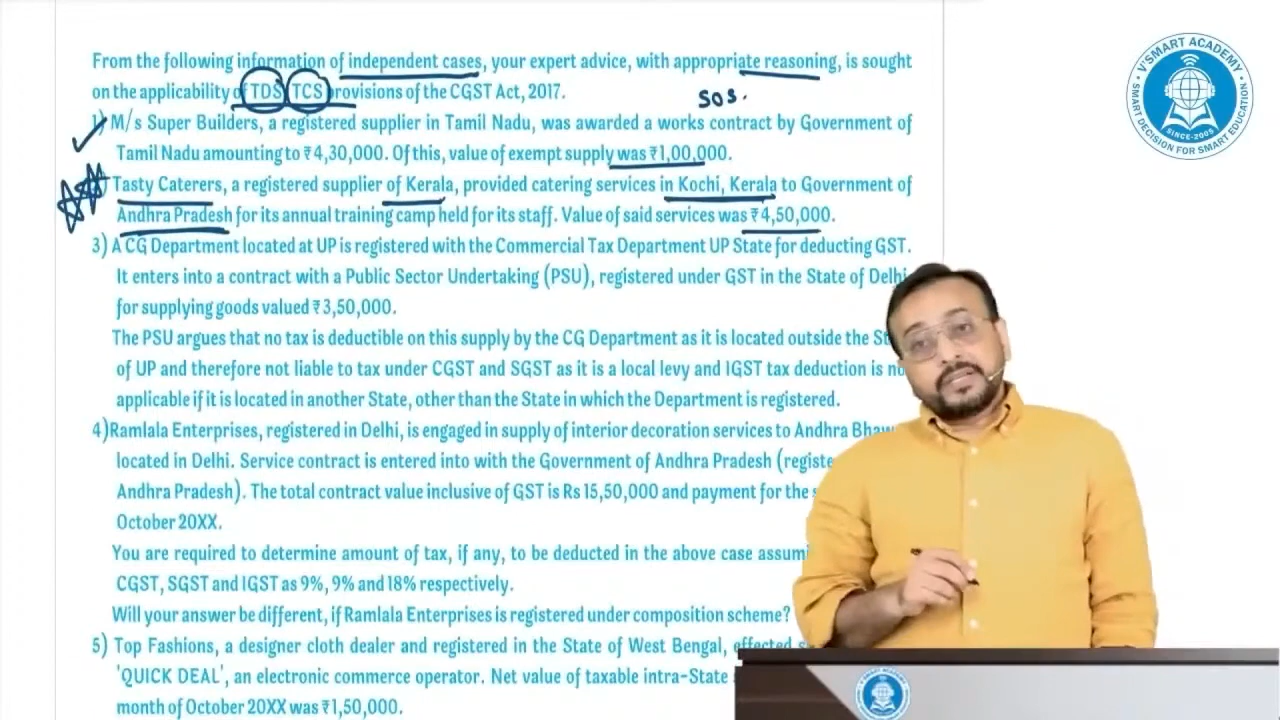 From the following information of independent cases, your expert advice, with appropriate reasoning, is sought
on the applicability of TDS TCS provisions of the CGST Act, 2017.
SOS.
1) M/s Super Builders, a registered supplier in Tamil Nadu, was awarded a works contract by Government of
Tamil Nadu amounting to ₹4,30,000. Of this, value of exempt supply was ₹1,00,000.
Tasty Caterers, a registered supplier of Kerala, provided catering services in Kochi, Kerala to Government of
Andhra Pradesh for its annual training camp held for its staff. Value of said services was ₹4,50,000.
3) A CG Department located at UP is registered with the Commercial Tax Department UP State for deducting GST.
It enters into a contract with a Public Sector Undertaking (PSU), registered under GST in the State of Delhi
for supplying goods valued ₹3,50,000.
The PSU argues that no tax is deductible on this supply by the CG Department as it is located outside the
of UP and therefore not liable to tax under CGST and SGST as it is a local levy and IGST tax deduction is
applicable if it is located in another State, other than the State in which the Department is registered.
4)Ramlala Enterprises, registered in Delhi, is engaged in supply of interior decoration services to Andhra
located in Delhi. Service contract is entered into with the Government of Andhra Pradesh
Andhra Pradesh). The total contract value inclusive of GST is Rs 15,50,000 and payment for the
October 20XX.
You are required to determine amount of tax, if any, to be deducted in the above case
CGST, SGST and IGST as 9%, 9% and 18% respectively.
Will your answer be different, if Ramlala Enterprises is registered under composition scheme?
5) Top Fashions, a designer cloth dealer and registered in the State of West Bengal, effected
'QUICK DEAL', an electronic commerce operator. Net value of taxable intra-State
month of October 20XX was ₹1,50,000.
V'SMART ACADEMY
SMART DECISION FOR SMART EDUCATION
SINCE-2005